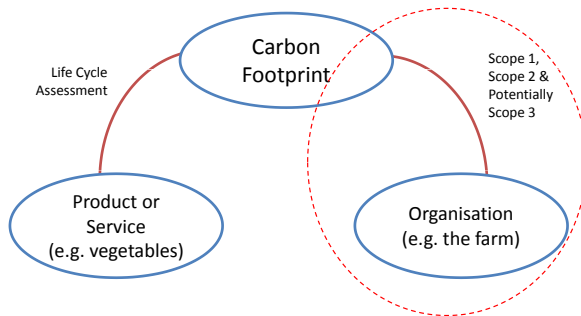 Carbon
Footprint
Life Cycle
Assessment
Scope 1,
Scope 2 &
Potentially
Scope 3
Product or
Service
(e.g. vegetables)
Organisation
(e.g. the farm)